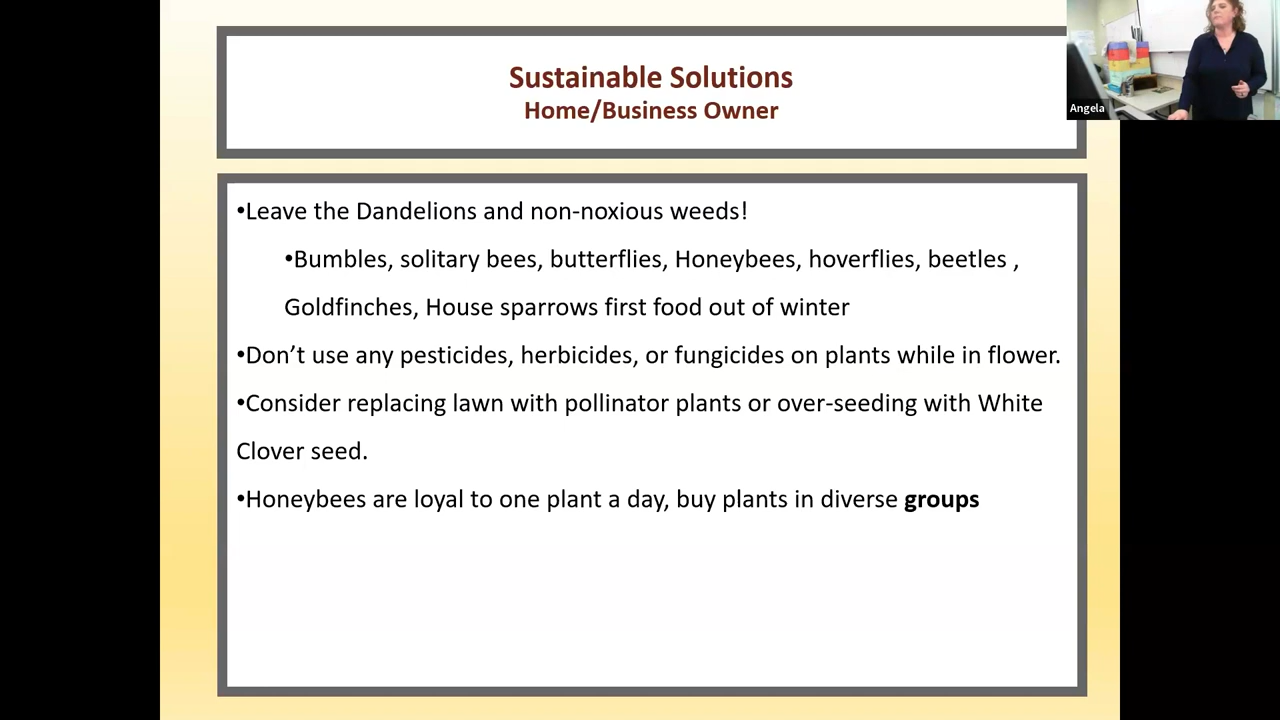 Sustainable Solutions
Home/Business Owner
Angela
•Leave the Dandelions and non-noxious weeds!
•Bumbles, solitary bees, butterflies, Honeybees, hoverflies, beetles ,
Goldfinches, House sparrows first food out of winter
•Don’t use any pesticides, herbicides, or fungicides on plants while in flower.
•Consider replacing lawn with pollinator plants or over-seeding with White
Clover seed.
•Honeybees are loyal to one plant a day, buy plants in diverse groups